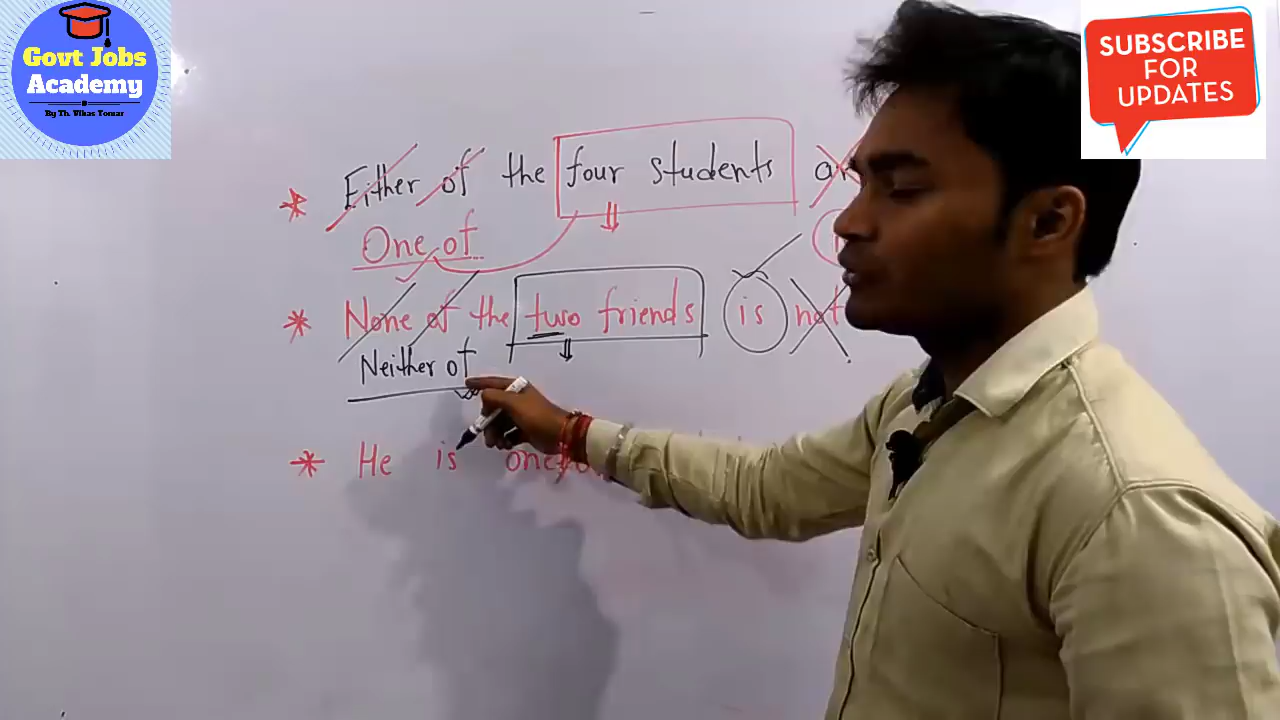 Govt Jobs
Academy
By Th. Vikas Tomar
SUBSCRIBE
FOR
UPDATES
Either of the four students
One of
None of the two friends is not
Neither of
He is one